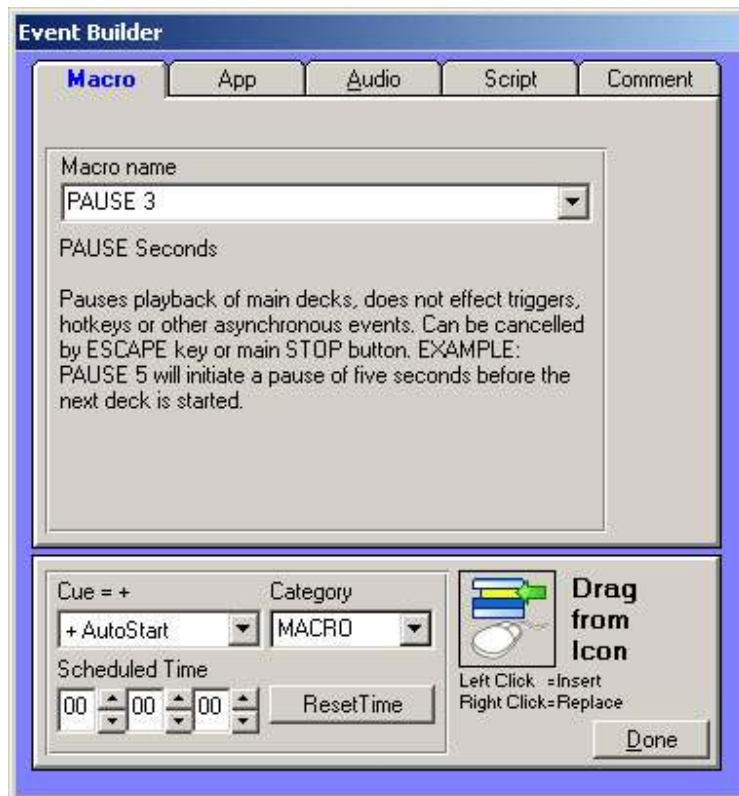 Event Builder
Macro App Audio Script Comment
Macro name
PAUSE 3
PAUSE Seconds
Pauses playback of main decks, does not effect triggers,
hotkeys or other asynchronous events. Can be cancelled
by ESCAPE key or main STOP button. EXAMPLE:
PAUSE 5 will initiate a pause of five seconds before the
next deck is started.
Cue = + Category
+ AutoStart MACRO
Scheduled Time
00 00 00 ResetTime
Drag
from
Icon
Left Click =Insert
Right Click=Replace
Done